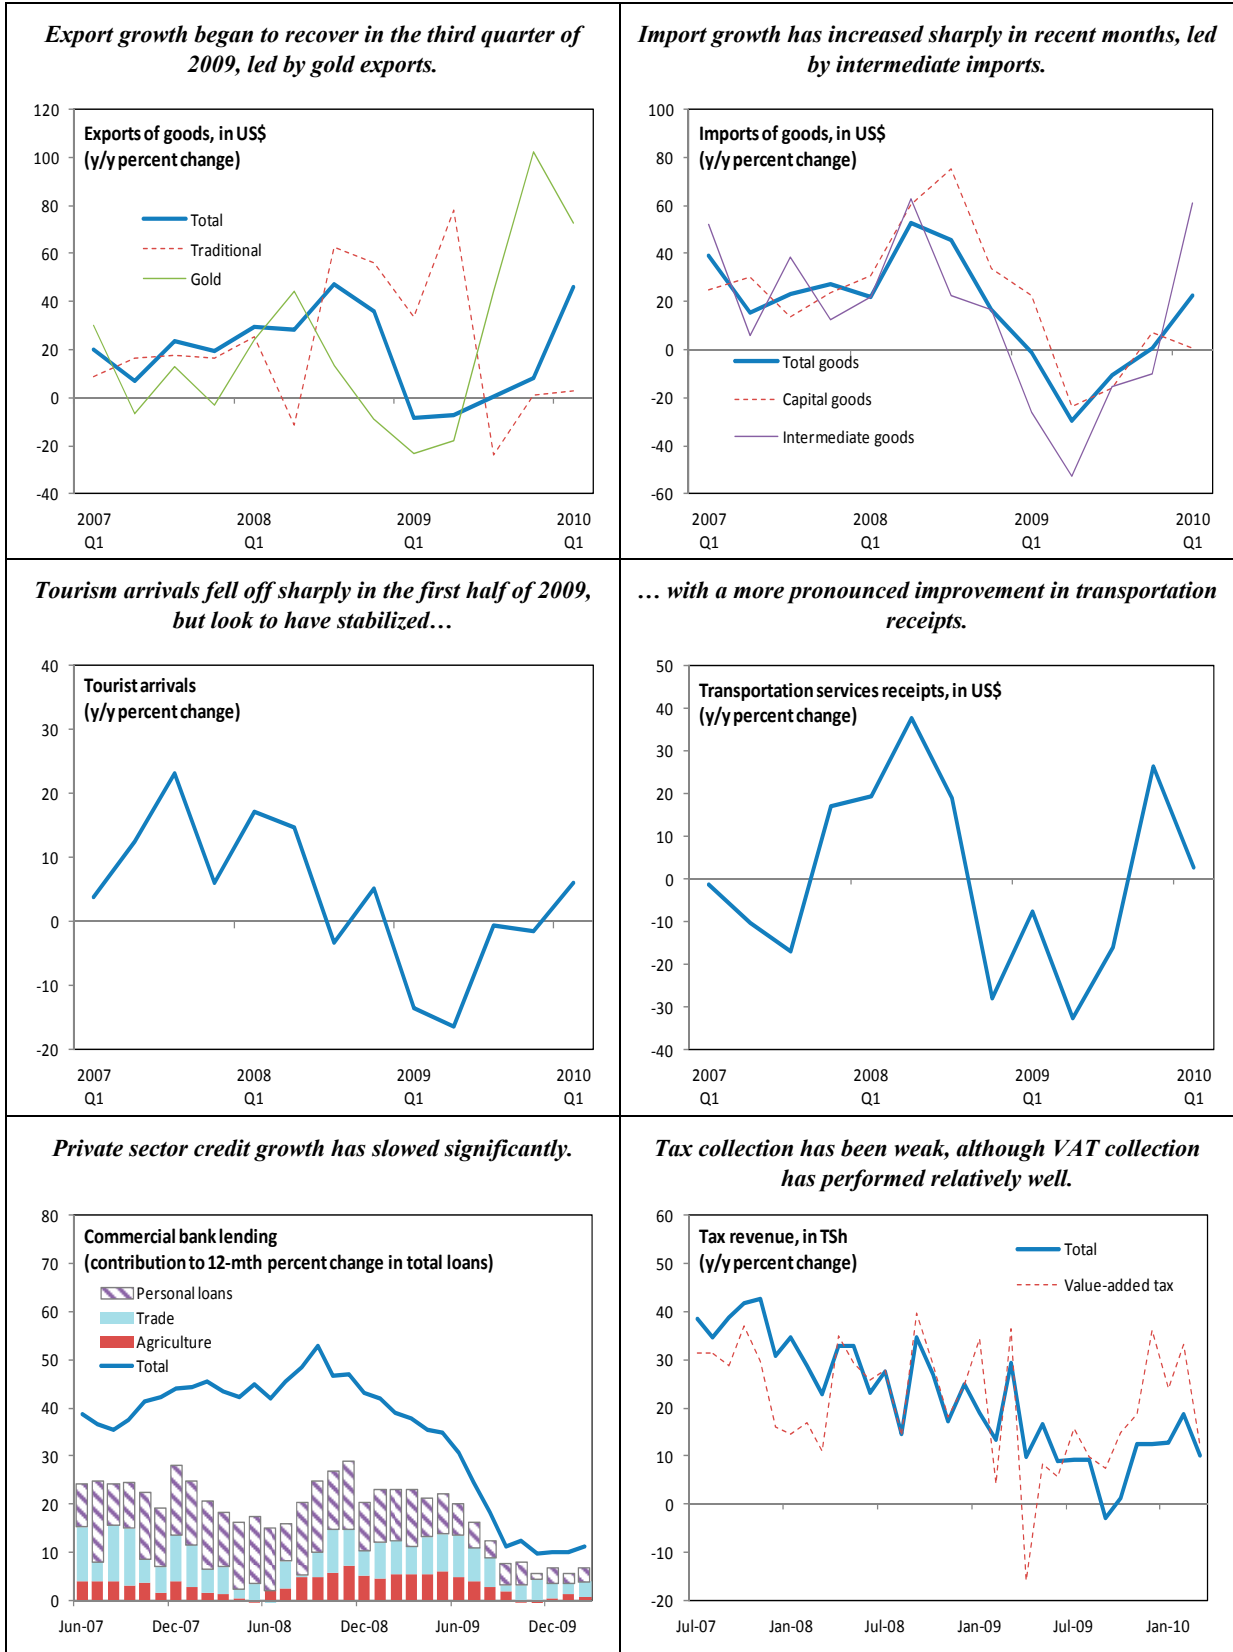 Export growth began to recover in the third quarter of
2009, led by gold exports.
120
100
80
60
40
20
0
-20
-40
Exports of goods, in US$
(y/y percent change)
Total
Traditional
Gold
2007
Q1
2008
Q1
2009
Q1
2010
Q1
Import growth has increased sharply in recent months, led
by intermediate imports.
100
80
60
40
20
0
-20
-40
-60
Imports of goods, in US$
(y/y percent change)
Total goods
Capital goods
Intermediate goods
2007
Q1
2008
Q1
2009
Q1
2010
Q1
Tourism arrivals fell off sharply in the first half of 2009,
but look to have stabilized…
40
30
20
10
0
-10
-20
Tourist arrivals
(y/y percent change)
2007
Q1
2008
Q1
2009
Q1
2010
Q1
… with a more pronounced improvement in transportation
receipts.
50
40
30
20
10
0
-10
-20
-30
-40
Transportation services receipts, in US$
(y/y percent change)
2007
Q1
2008
Q1
2009
Q1
2010
Q1
Private sector credit growth has slowed significantly.
80
70
60
50
40
30
20
10
0
Commercial bank lending
(contribution to 12-mth percent change in total loans)
Personal loans
Trade
Agriculture
Total
Jun-07
Dec-07
Jun-08
Dec-08
Jun-09
Dec-09
Tax collection has been weak, although VAT collection
has performed relatively well.
60
50
40
30
20
10
0
-10
-20
Tax revenue, in TSh
(y/y percent change)
Total
Value-added tax
Jul-07
Jan-08
Jul-08
Jan-09
Jul-09
Jan-10